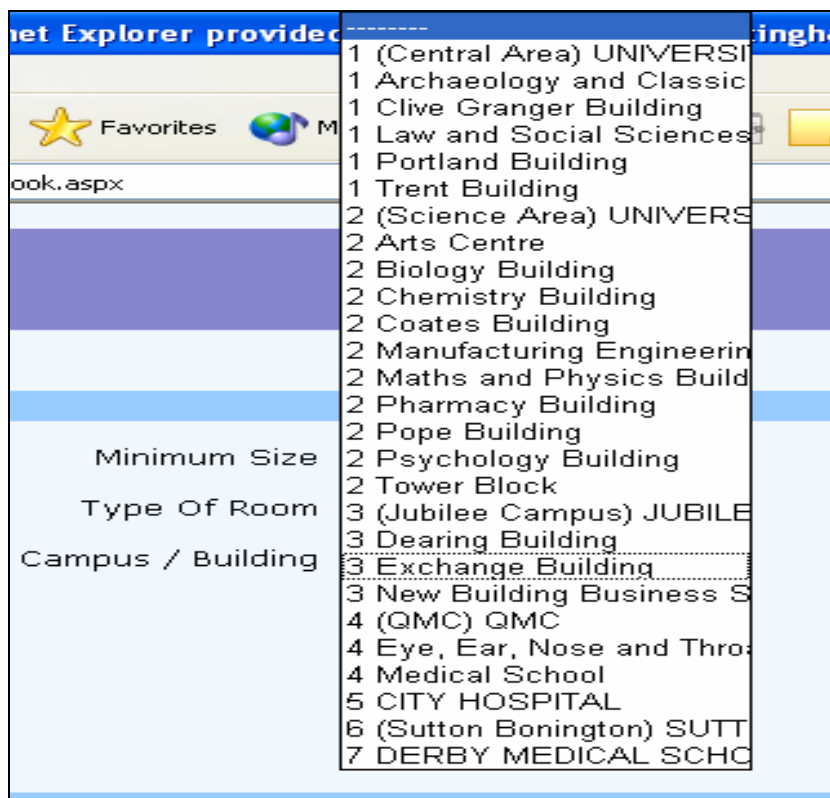 net Explorer provided
--------
tingha
1 (Central Area) UNIVERSI
1 Archaeology and Classic
1 Clive Granger Building
Favorites
M
1 Law and Social Sciences
1 Portland Building
ook.aspx
1 Trent Building
2 (Science Area) UNIVERS
2 Arts Centre
2 Biology Building
2 Chemistry Building
2 Coates Building
2 Manufacturing Engineerin
2 Maths and Physics Build
2 Pharmacy Building
2 Pope Building
Minimum Size
2 Psychology Building
2 Tower Block
Type Of Room
3 (Jubilee Campus) JUBILE
3 Dearing Building
Campus / Building
3 Exchange Building
3 New Building Business S
4 (QMC) QMC
4 Eye, Ear, Nose and Throa
4 Medical School
5 CITY HOSPITAL
6 (Sutton Bonington) SUTT
7 DERBY MEDICAL SCHO